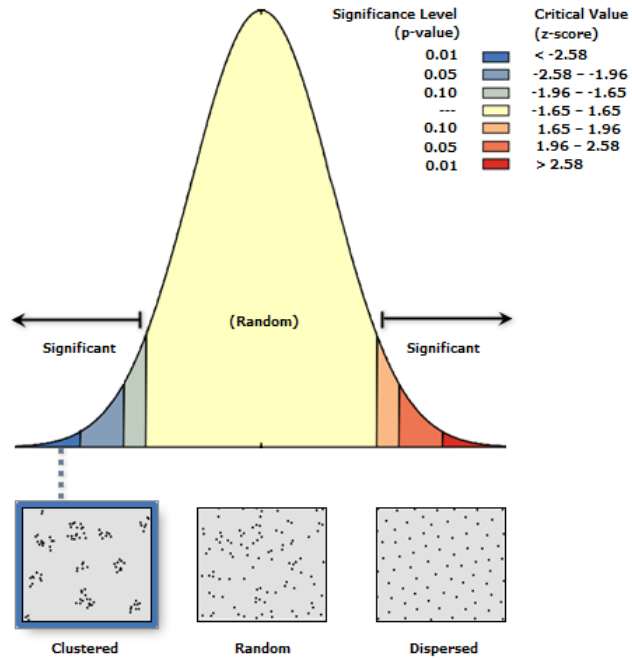 Significance Level Critical Value
(p-value) (z-score)
0.01 < -2.58
0.05 -2.58 – -1.96
0.10 -1.96 – -1.65
--- -1.65 – 1.65
0.10 1.65 – 1.96
0.05 1.96 – 2.58
0.01 > 2.58
(Random)
Significant Significant
Clustered Random Dispersed